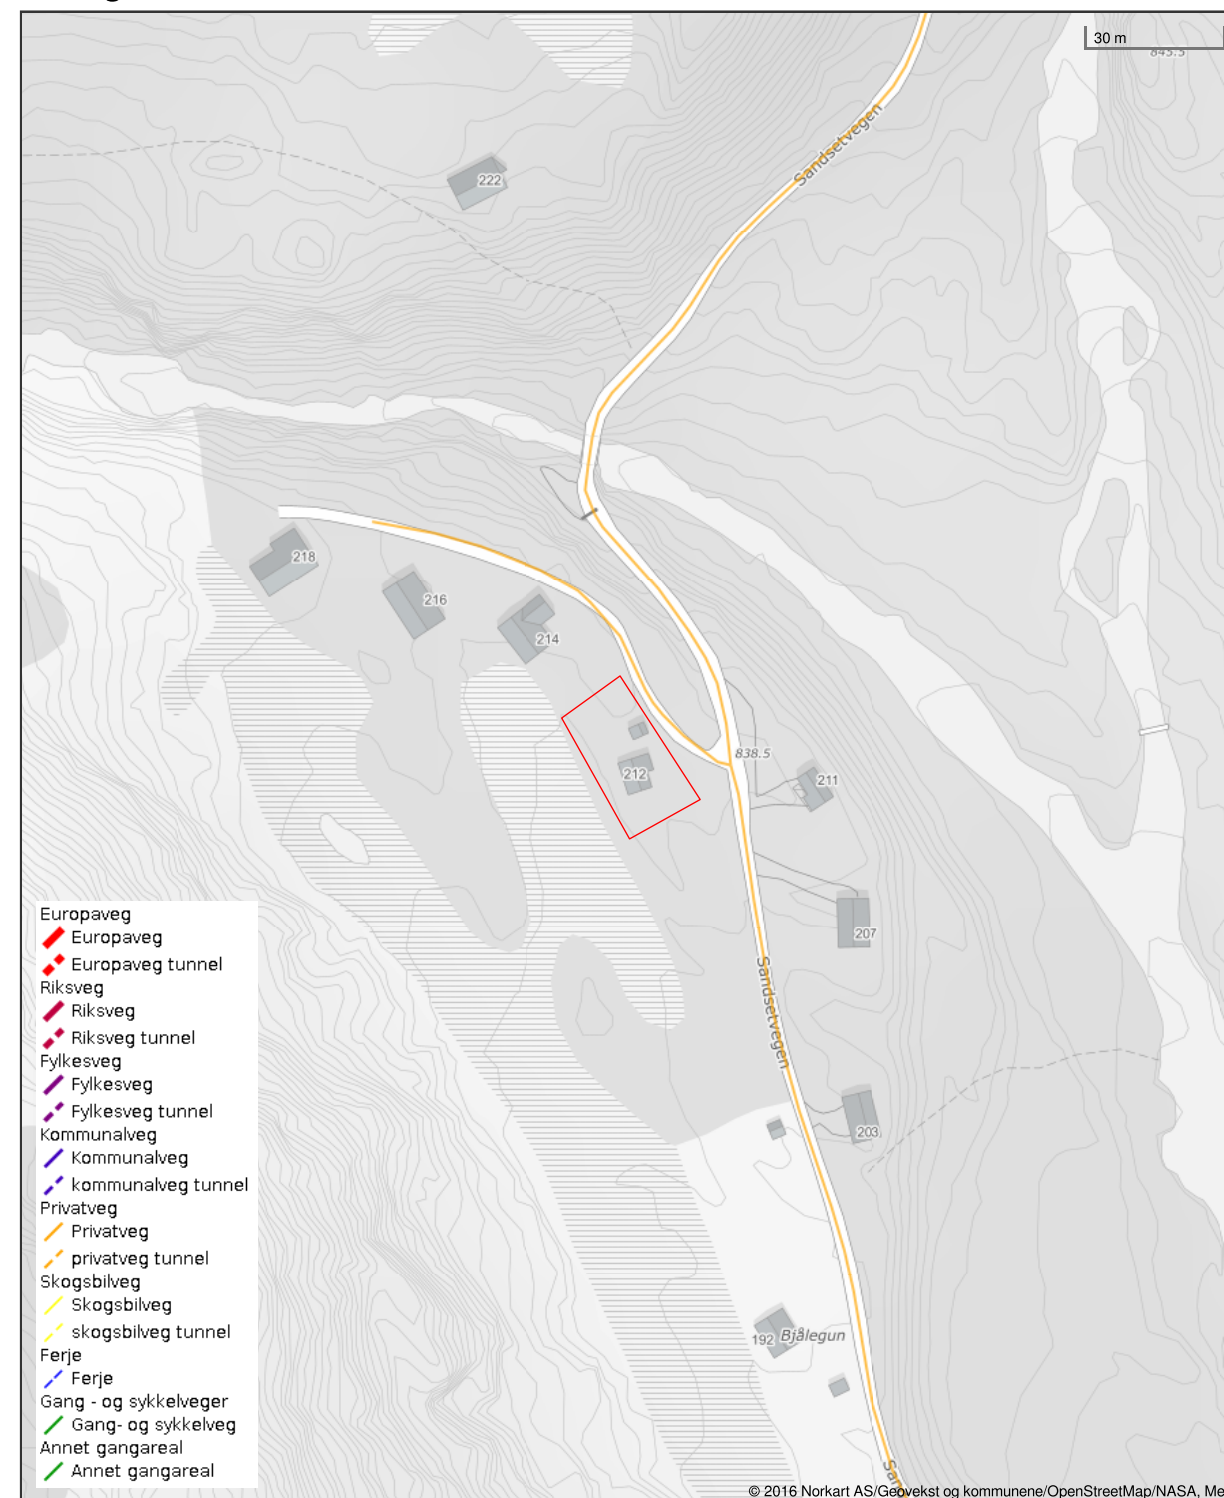 30 m
843.5
Sandsetvegen
222
218
216
214
212
838.5
211
207
Sandsetvegen
203
192 Bjålegun
Europaveg
Europaveg
Europaveg tunnel
Riksveg
Riksveg
Riksveg tunnel
Fylkesveg
Fylkesveg
Fylkesveg tunnel
Kommunalveg
Kommunalveg
kommunalveg tunnel
Privatveg
Privatveg
privatveg tunnel
Skogsbilveg
Skogsbilveg
skogsbilveg tunnel
Ferje
Ferje
Gang - og sykkelveger
Gang- og sykkelveg
Annet gangareal
Annet gangareal
© 2016 Norkart AS/Geovekst og kommunene/OpenStreetMap/NASA, Me